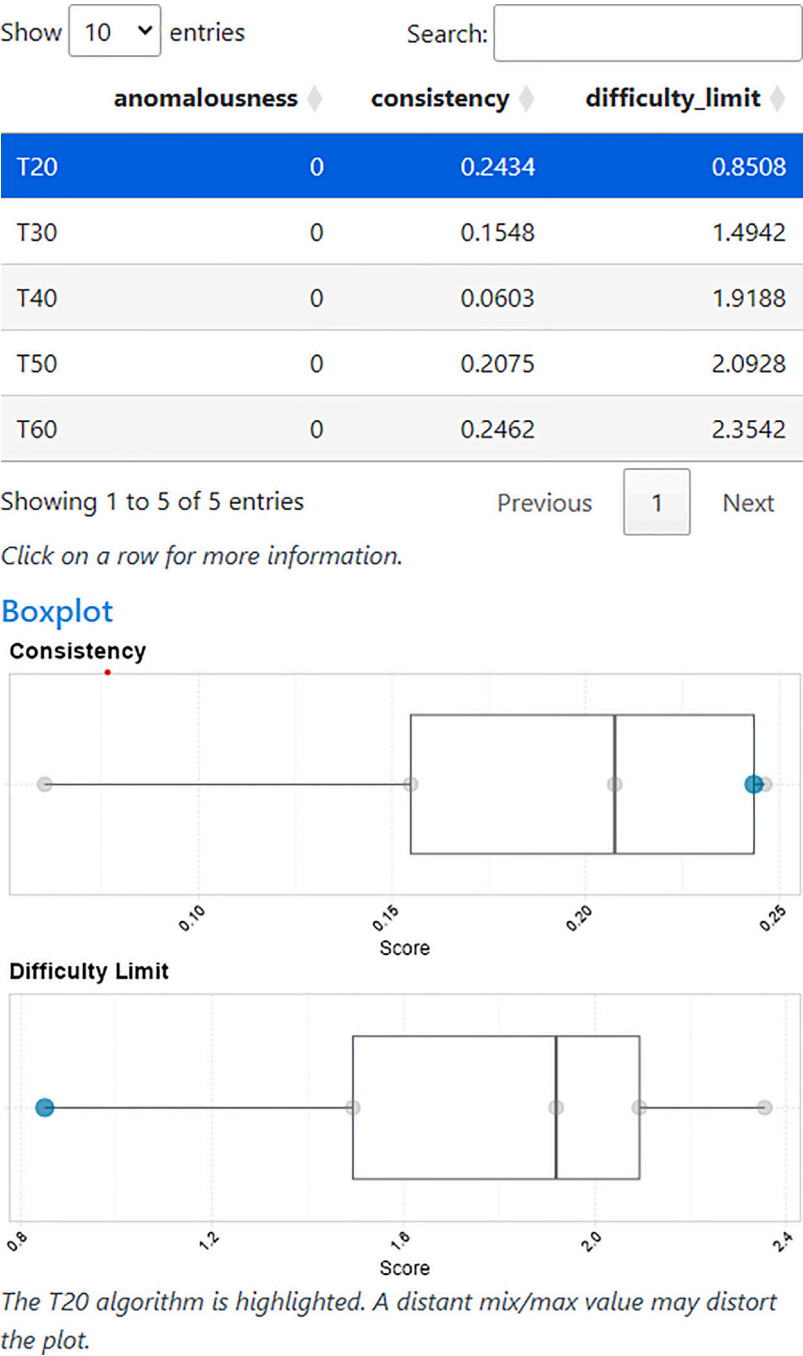 Show 10 entries Search:
anomalousness consistency difficulty_limit
T20 0 0.2434 0.8508
T30 0 0.1548 1.4942
T40 0 0.0603 1.9188
T50 0 0.2075 2.0928
T60 0 0.2462 2.3542
Showing 1 to 5 of 5 entries Previous 1 Next
Click on a row for more information.
Boxplot
Consistency
0.10 0.15 0.20 0.25
Score
Difficulty Limit
0.8 1.2 1.6 2.0 2.4
Score
The T20 algorithm is highlighted. A distant mix/max value may distort
the plot.